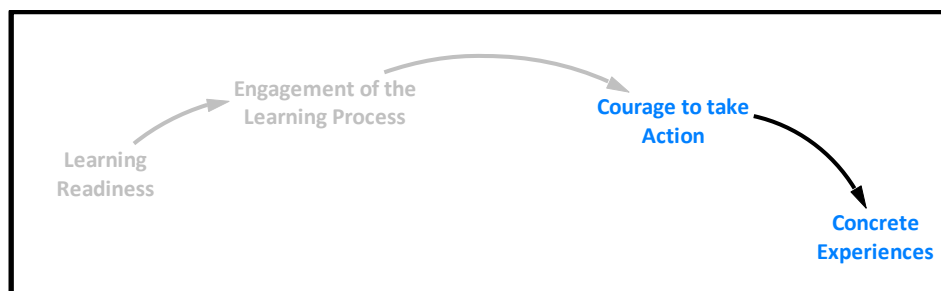 Engagement of the
Learning Process
Courage to take
Action
Learning
Readiness
Concrete
Experiences